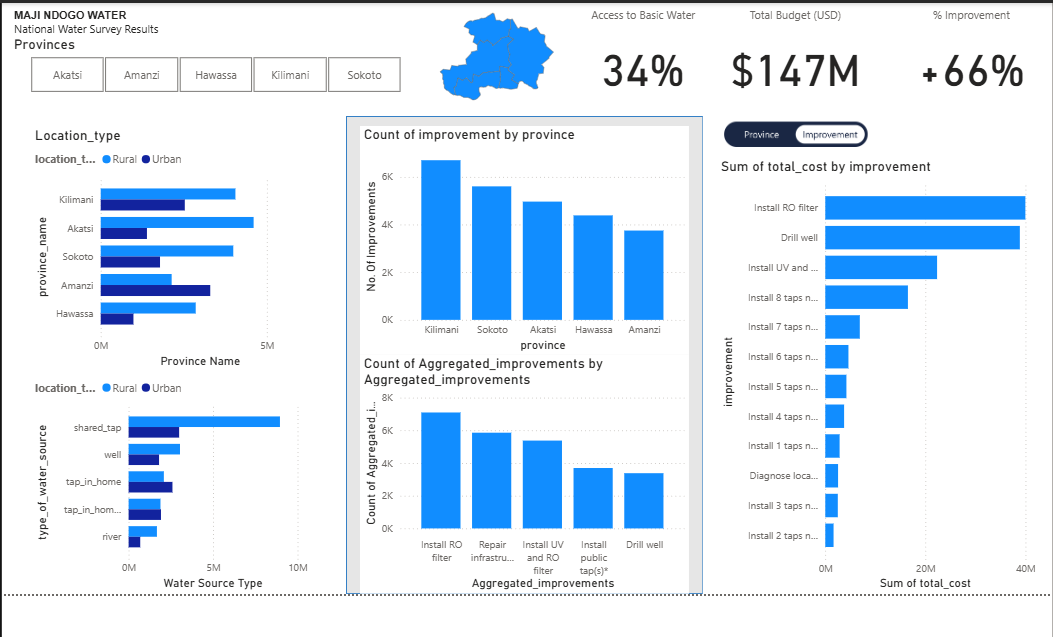 MAJI NDOGO WATER
National Water Survey Results
Provinces
Akatsi
Amanzi
Hawassa
Kilimani
Sokoto
Access to Basic Water
34%
Total Budget (USD)
$147M
% Improvement
+66%
Location_type
location_t... Rural Urban
province_name
Kilimani
Akatsi
Sokoto
Amanzi
Hawassa
0M 5M
Province Name
location_t... Rural Urban
type_of_water_source
shared_tap
well
tap_in_home
tap_in_hom...
river
0M 5M 10M
Water Source Type
Count of improvement by province
No. Of Improvements
6K
4K
2K
0K
Kilimani Sokoto Akatsi Hawassa Amanzi
province
Count of Aggregated_improvements by
Aggregated_improvements
Count of Aggregated_i...
8K
6K
4K
2K
0K
Install RO
filter
Repair
infrastru...
Install UV
and RO
filter
Install
public
tap(s)*
Drill well
Aggregated_improvements
Province Improvement
Sum of total_cost by improvement
improvement
Install RO filter
Drill well
Install UV and ...
Install 8 taps n...
Install 7 taps n...
Install 6 taps n...
Install 5 taps n...
Install 4 taps n...
Install 1 taps n...
Diagnose loca...
Install 3 taps n...
Install 2 taps n...
0M 20M 40M
Sum of total_cost